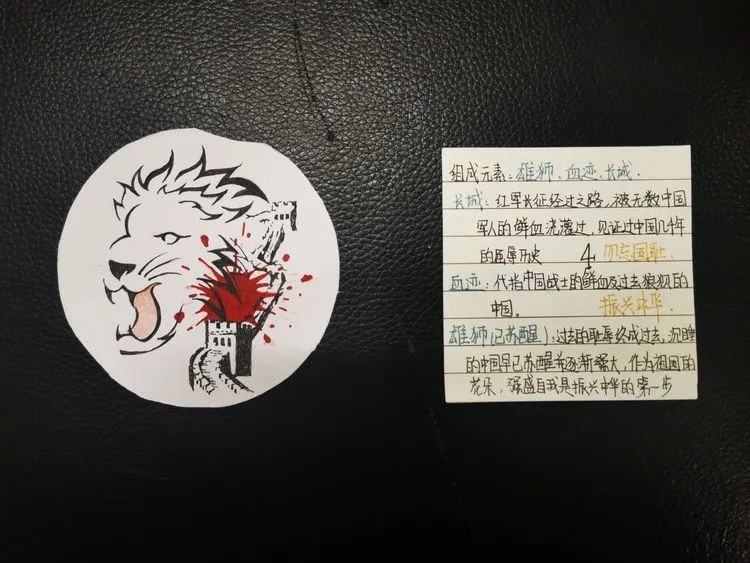 组成元素：雄狮、血迹、长城.
长城：红军长征经过之路，被无数中国
军人的鲜血浇灌过，见证过中国几十年
的屈辱历史 4 勿忘国耻、
血迹：代指中国战士的鲜血及过去狼狈的
中国. 振兴中华
雄狮（已苏醒）：过去的耻辱终成过去，沉睡
的中国早已苏醒并逐渐强大，作为祖国的
花朵，强盛自我是振兴中华的第一步